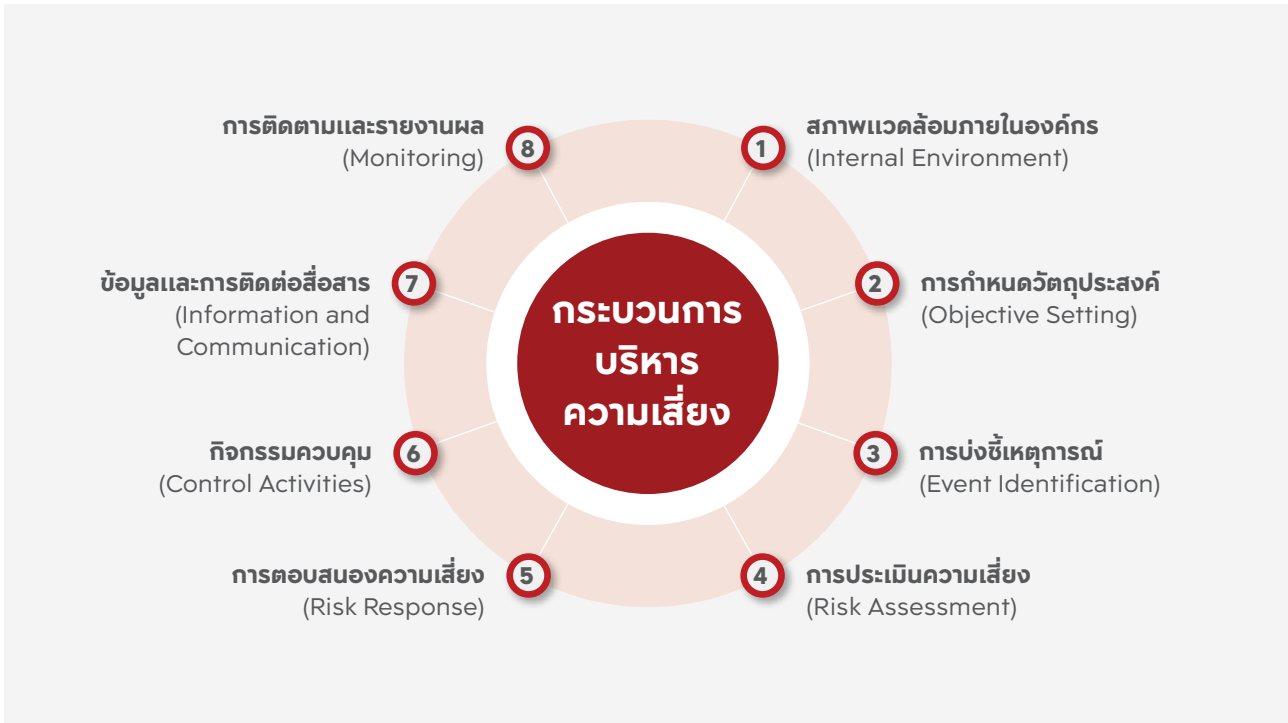 กระบวนการ
บริหาร
ความเสี่ยง
1
สภาพแวดล้อมภายในองค์กร
(Internal Environment)
2
การกำหนดวัตถุประสงค์
(Objective Setting)
3
การบ่งชี้เหตุการณ์
(Event Identification)
4
การประเมินความเสี่ยง
(Risk Assessment)
5
การตอบสนองความเสี่ยง
(Risk Response)
6
กิจกรรมควบคุม
(Control Activities)
7
ข้อมูลและการติดต่อสื่อสาร
(Information and
Communication)
8
การติดตามและรายงานผล
(Monitoring)